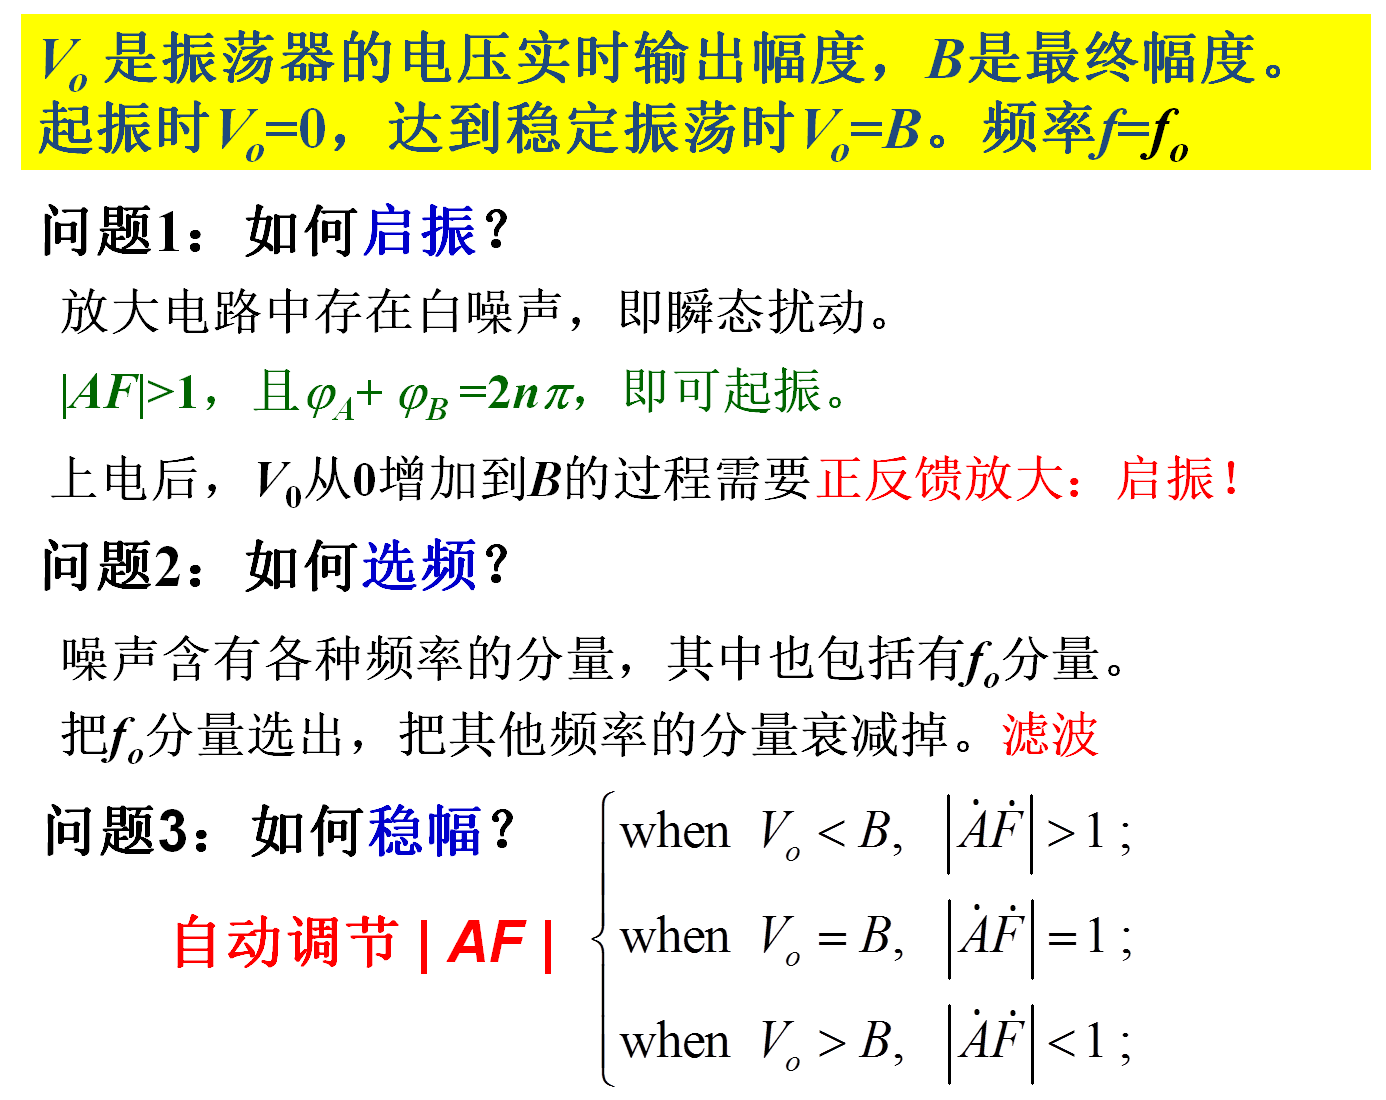 Vo 是振荡器的电压实时输出幅度，B是最终幅度。
起振时Vo=0，达到稳定振荡时Vo=B。频率f=fo
问题1：如何启振？
放大电路中存在白噪声，即瞬态扰动。
|AF|>1，且φA+ φB =2nπ，即可起振。
上电后，V0从0增加到B的过程需要正反馈放大：启振！
问题2：如何选频？
噪声含有各种频率的分量，其中也包括有fo分量。
把fo分量选出，把其他频率的分量衰减掉。滤波
问题3：如何稳幅？
when Vo < B, |ȦḞ| > 1 ;
自动调节 | AF |
when Vo = B, |ȦḞ| = 1 ;
when Vo > B, |ȦḞ| < 1 ;